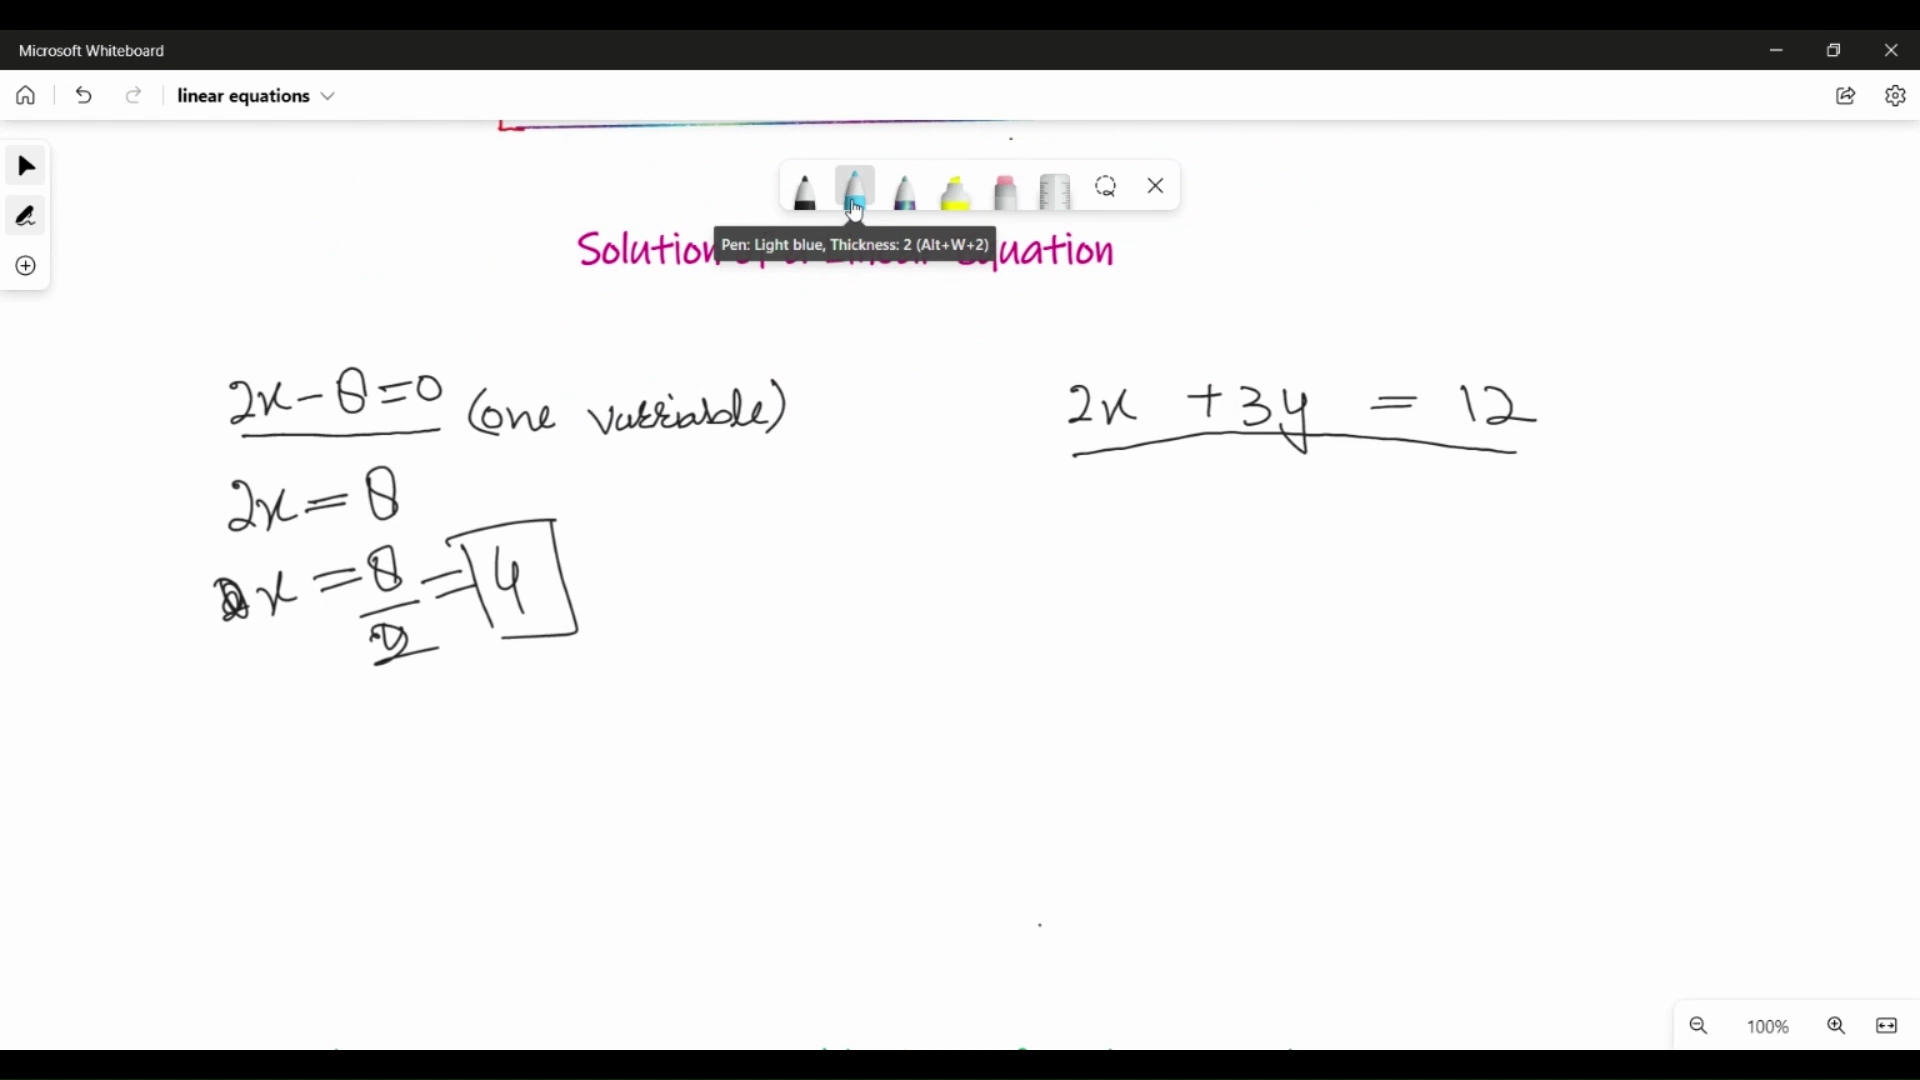 Microsoft Whiteboard
linear equations
Pen: Light blue, Thickness: 2 (Alt+W+2)
Solution Equation
2x - 8 = 0 (one variable)
2x + 3y = 12
2x = 8
x = 8/2 = 4
100%